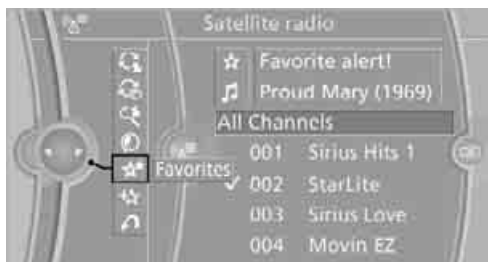 Satellite radio
Favorite alert!
Proud Mary (1969)
All Channels
001 Sirius Hits 1
Favorites
002 StarLite
003 Sirius Love
004 Movin EZ